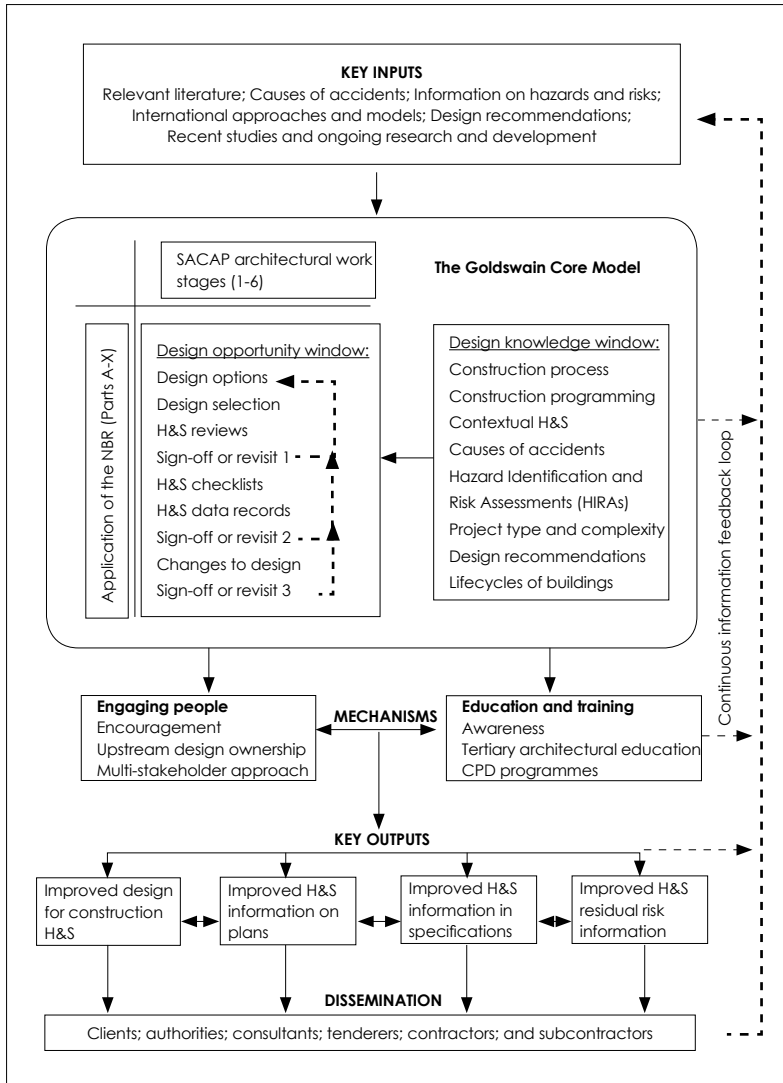 KEY INPUTS
Relevant literature; Causes of accidents; Information on hazards and risks;
International approaches and models; Design recommendations;
Recent studies and ongoing research and development
SACAP architectural work
stages (1-6)
The Goldswain Core Model
Application of the NBR (Parts A-X)
Design opportunity window:
Design options
Design selection
H&S reviews
Sign-off or revisit 1
H&S checklists
H&S data records
Sign-off or revisit 2
Changes to design
Sign-off or revisit 3
Design knowledge window:
Construction process
Construction programming
Contextual H&S
Causes of accidents
Hazard Identification and
Risk Assessments (HIRAs)
Project type and complexity
Design recommendations
Lifecycles of buildings
Continuous information feedback loop
Engaging people
Encouragement
Upstream design ownership
Multi-stakeholder approach
MECHANISMS
Education and training
Awareness
Tertiary architectural education
CPD programmes
KEY OUTPUTS
Improved design
for construction
H&S
Improved H&S
information on
plans
Improved H&S
information in
specifications
Improved H&S
residual risk
information
DISSEMINATION
Clients; authorities; consultants; tenderers; contractors; and subcontractors